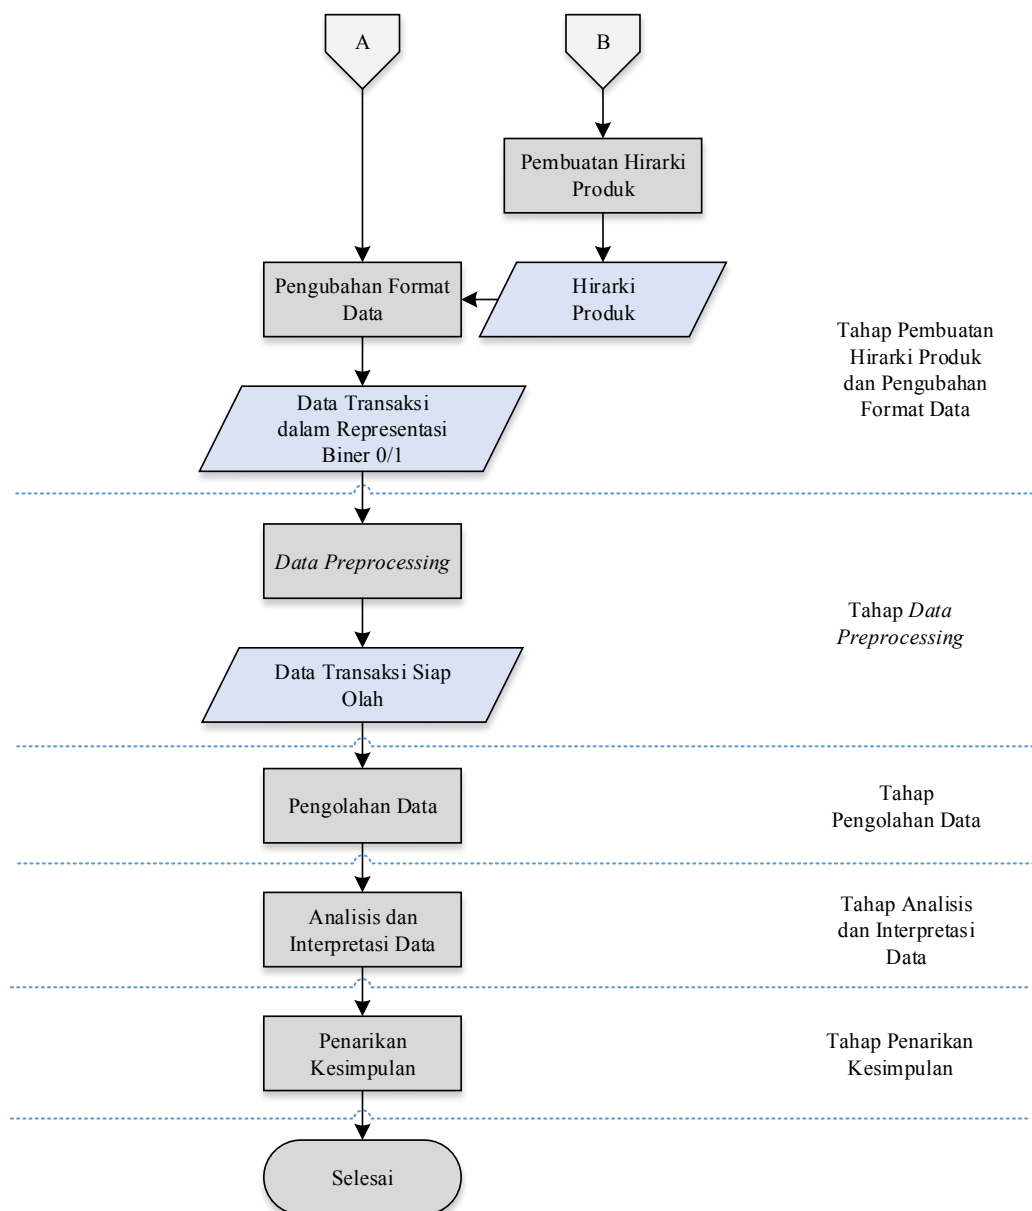 A
B
Pembuatan Hirarki
Produk
Pengubahan Format
Data
Hirarki
Produk
Tahap Pembuatan
Hirarki Produk
dan Pengubahan
Format Data
Data Transaksi
dalam Representasi
Biner 0/1
Data Preprocessing
Tahap Data
Preprocessing
Data Transaksi Siap
Olah
Pengolahan Data
Tahap
Pengolahan Data
Analisis dan
Interpretasi Data
Tahap Analisis
dan Interpretasi
Data
Penarikan
Kesimpulan
Tahap Penarikan
Kesimpulan
Selesai